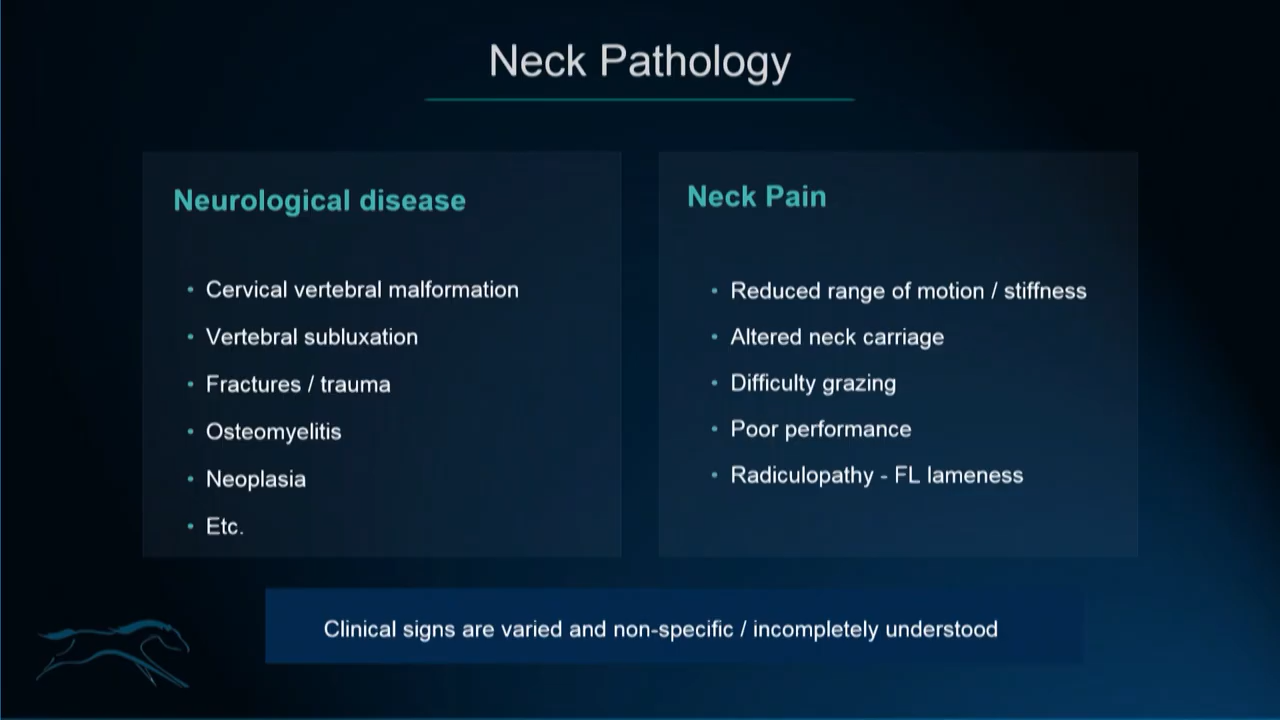 Neck Pathology
Neurological disease
• Cervical vertebral malformation
• Vertebral subluxation
• Fractures / trauma
• Osteomyelitis
• Neoplasia
• Etc.
Neck Pain
• Reduced range of motion / stiffness
• Altered neck carriage
• Difficulty grazing
• Poor performance
• Radiculopathy - FL lameness
Clinical signs are varied and non-specific / incompletely understood